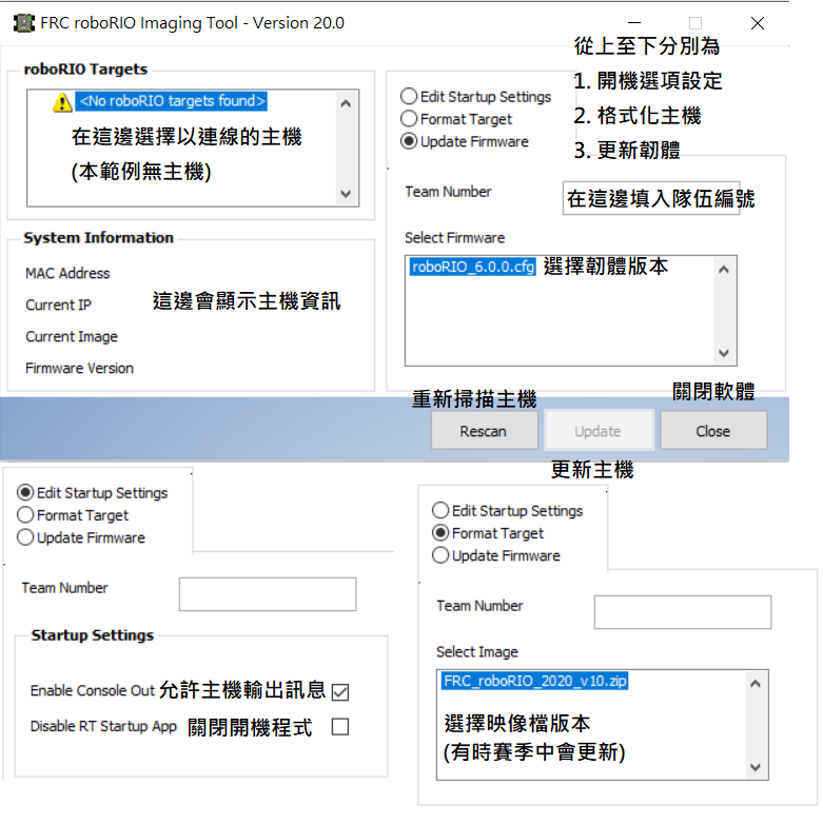 FRC roboRIO Imaging Tool - Version 20.0
roboRIO Targets
<No roboRIO targets found>
在這邊選擇以連線的主機
(本範例無主機)
System Information
MAC Address
Current IP
這邊會顯示主機資訊
Current Image
Firmware Version
從上至下分別為
Edit Startup Settings
1. 開機選項設定
Format Target
2. 格式化主機
Update Firmware
3. 更新韌體
Team Number
在這邊填入隊伍編號
Select Firmware
roboRIO_6.0.0.cfg
選擇韌體版本
重新掃描主機
關閉軟體
Rescan
Update
Close
更新主機
Edit Startup Settings
Format Target
Update Firmware
Team Number
Startup Settings
Enable Console Out 允許主機輸出訊息
Disable RT Startup App 關閉開機程式
Edit Startup Settings
Format Target
Update Firmware
Team Number
Select Image
FRC_roboRIO_2020_v10.zip
選擇映像檔版本
(有時賽季中會更新)